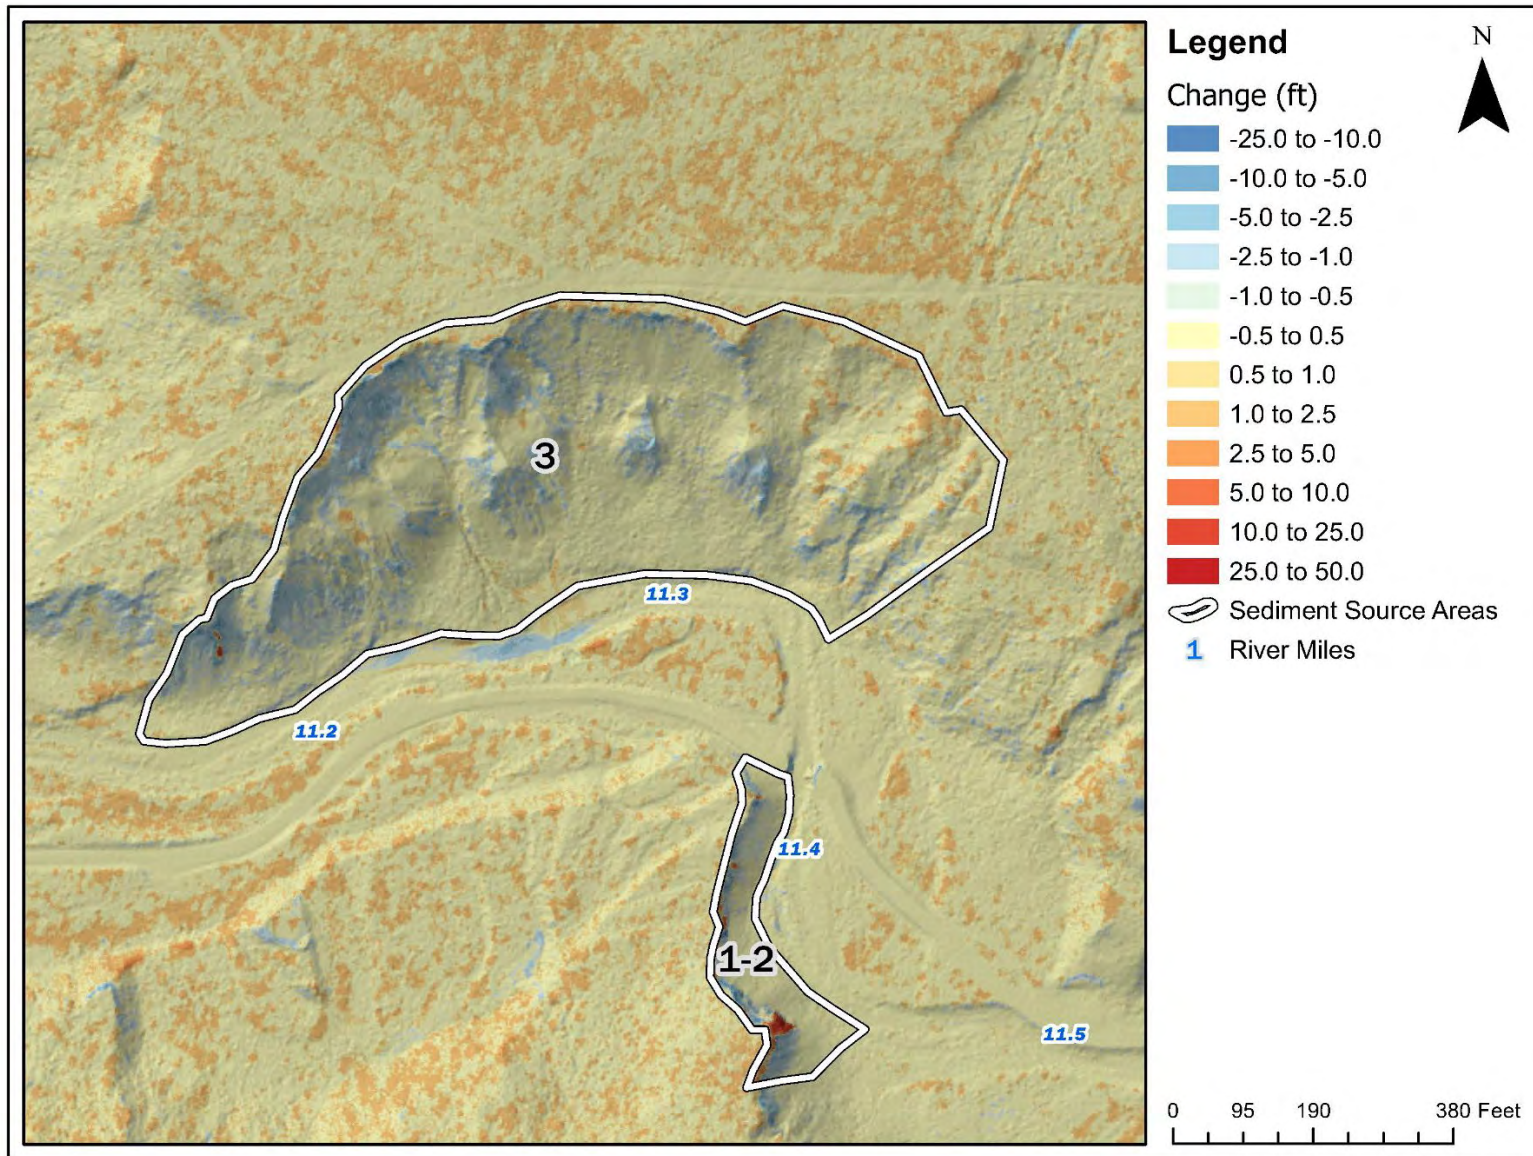 Legend
N
Change (ft)
-25.0 to -10.0
-10.0 to -5.0
-5.0 to -2.5
-2.5 to -1.0
-1.0 to -0.5
-0.5 to 0.5
0.5 to 1.0
1.0 to 2.5
2.5 to 5.0
5.0 to 10.0
10.0 to 25.0
25.0 to 50.0
Sediment Source Areas
1 River Miles
3
11.3
11.2
11.4
1-2
11.5
0 95 190 380 Feet